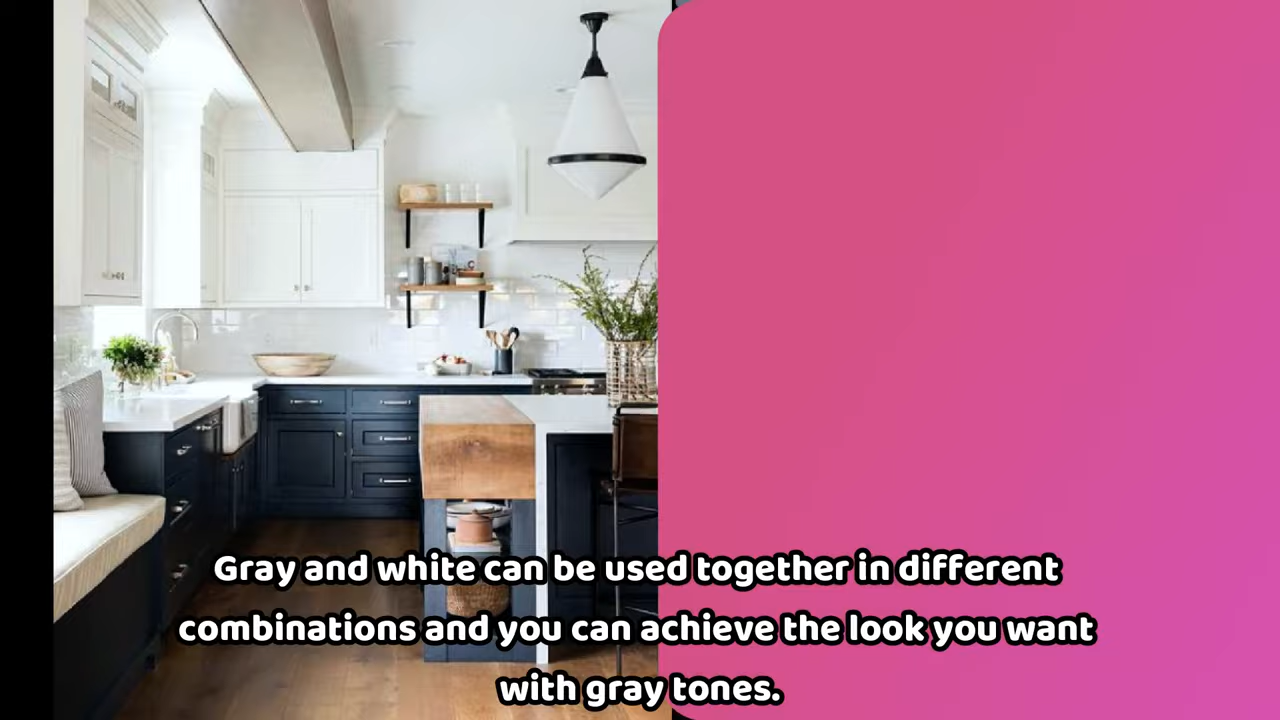 Gray and white can be used together in different
combinations and you can achieve the look you want
with gray tones.